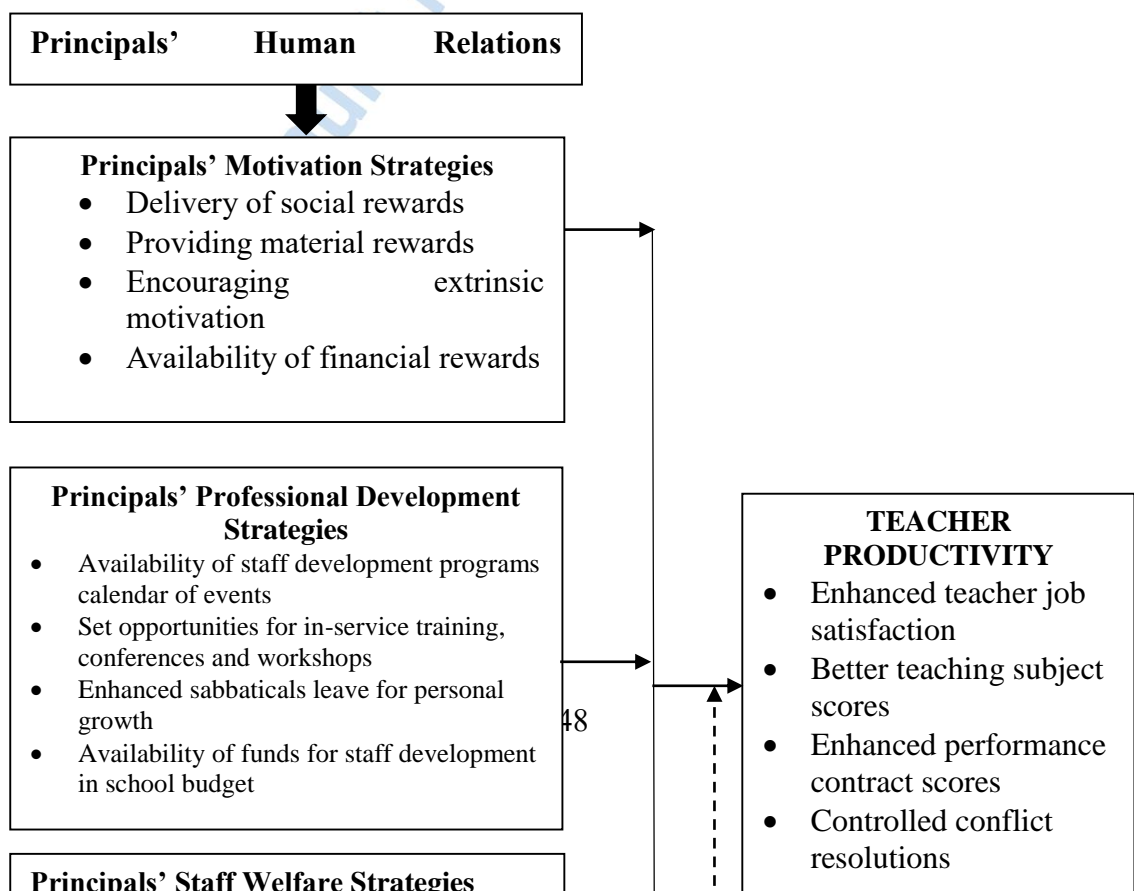 Principals’ Human Relations
Principals’ Motivation Strategies
• Delivery of social rewards
• Providing material rewards
• Encouraging extrinsic
motivation
• Availability of financial rewards
Principals’ Professional Development
Strategies
• Availability of staff development programs
calendar of events
• Set opportunities for in-service training,
conferences and workshops
• Enhanced sabbaticals leave for personal
growth
• Availability of funds for staff development
in school budget
48
TEACHER
PRODUCTIVITY
• Enhanced teacher job
satisfaction
• Better teaching subject
scores
• Enhanced performance
contract scores
• Controlled conflict
resolutions
Principals’ Staff Welfare Strategies